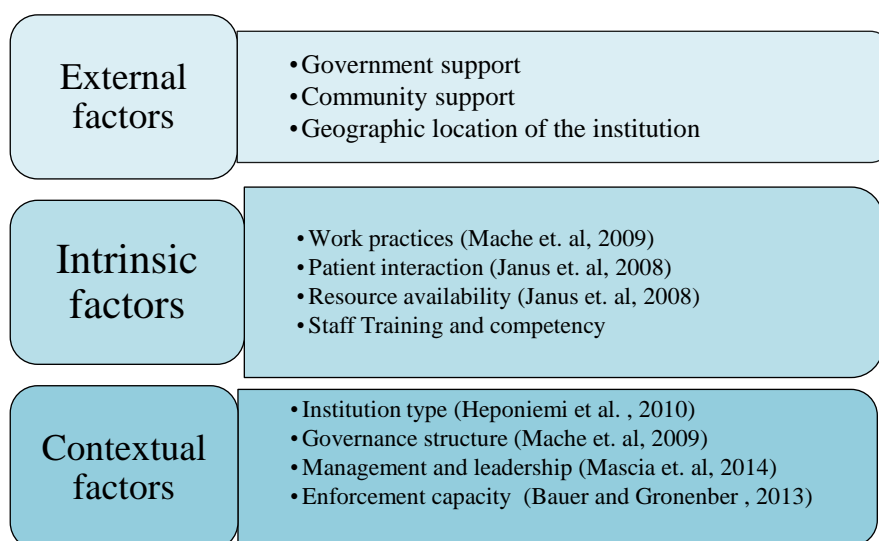 External
factors
•Government support
•Community support
•Geographic location of the institution
Intrinsic
factors
•Work practices (Mache et. al, 2009)
•Patient interaction (Janus et. al, 2008)
•Resource availability (Janus et. al, 2008)
•Staff Training and competency
Contextual
factors
•Institution type (Heponiemi et al. , 2010)
•Governance structure (Mache et. al, 2009)
•Management and leadership (Mascia et. al, 2014)
•Enforcement capacity  (Bauer and Gronenber , 2013)